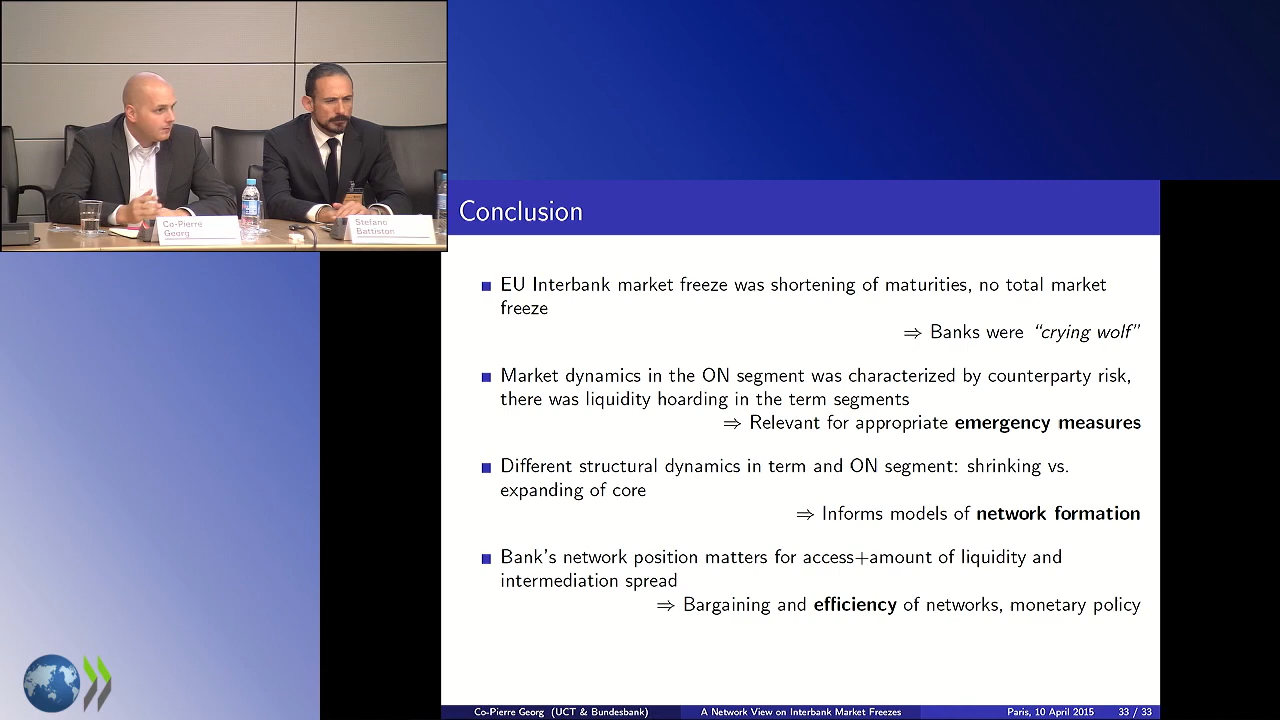 Co-Pierre
Georg
Stefano
Battiston
Conclusion
EU Interbank market freeze was shortening of maturities, no total market
freeze
⇒ Banks were “crying wolf”
Market dynamics in the ON segment was characterized by counterparty risk,
there was liquidity hoarding in the term segments
⇒ Relevant for appropriate emergency measures
Different structural dynamics in term and ON segment: shrinking vs.
expanding of core
⇒ Informs models of network formation
Bank's network position matters for access+amount of liquidity and
intermediation spread
⇒ Bargaining and efficiency of networks, monetary policy
Co-Pierre Georg (UCT & Bundesbank) A Network View on Interbank Market Freezes Paris, 10 April 2015 33 / 33